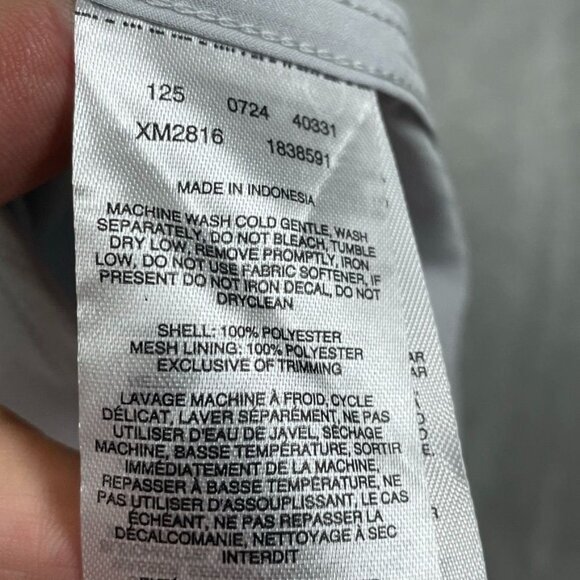 125 0724 40331
XM2816 1838591
MADE IN INDONESIA
MACHINE WASH COLD GENTLE, WASH
SEPARATELY, DO NOT BLEACH, TUMBLE
DRY LOW, REMOVE PROMPTLY, IRON
LOW, DO NOT USE FABRIC SOFTENER, IF
PRESENT DO NOT IRON DECAL, DO NOT
DRYCLEAN
SHELL: 100% POLYESTER
MESH LINING: 100% POLYESTER
EXCLUSIVE OF TRIMMING
LAVAGE MACHINE À FROID, CYCLE
DÉLICAT, LAVER SÉPARÉMENT, NE PAS
UTILISER D'EAU DE JAVEL, SÉCHAGE
MACHINE, BASSE TEMPÉRATURE, SORTIR
IMMÉDIATEMENT DE LA MACHINE,
REPASSER À BASSE TEMPÉRATURE, NE
PAS UTILISER D'ASSOUPLISSANT, LE CAS
ÉCHÉANT, NE PAS REPASSER LA
DÉCALCOMANIE, NETTOYAGE À SEC
INTERDIT